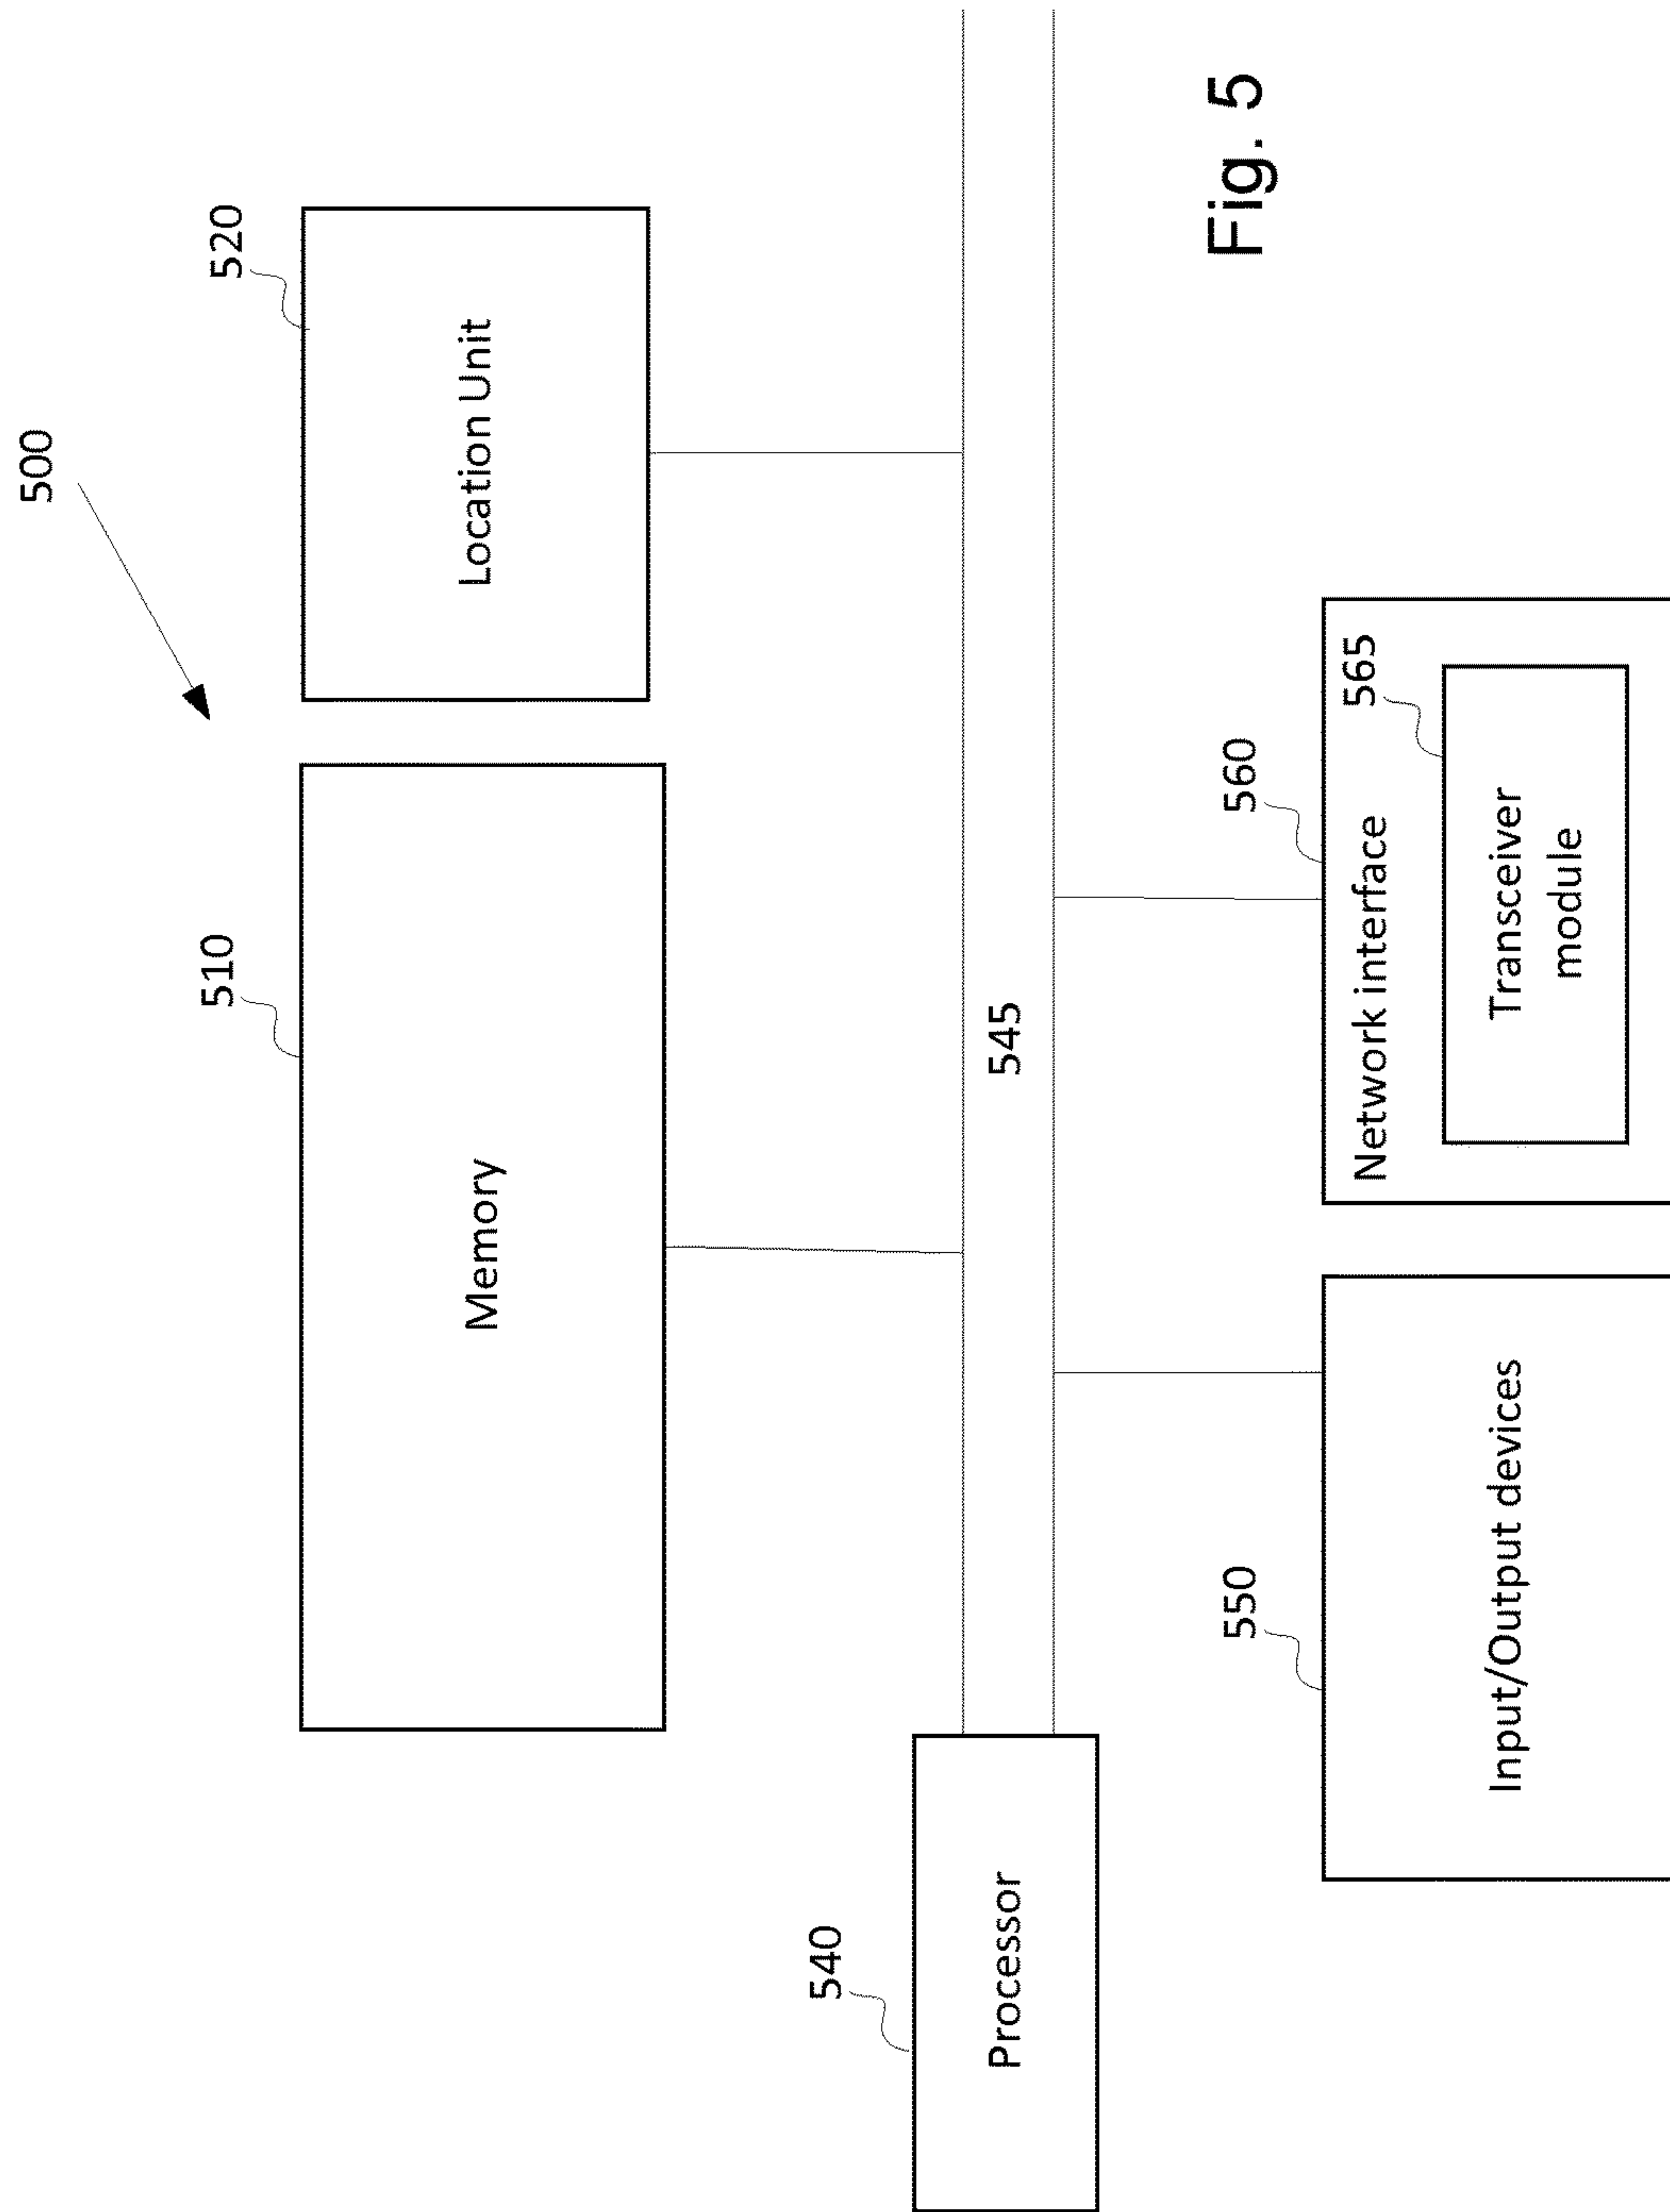 500
510
520
Memory
Location Unit
540
Processor
545
550
560
Input/Output devices
Network interface
565
Transceiver
module
Fig. 5